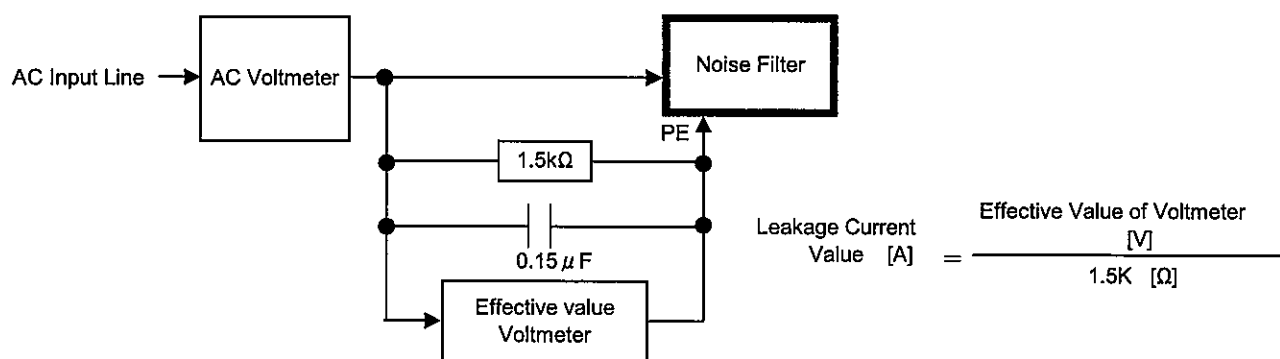 AC Input Line
AC Voltmeter
Noise Filter
PE
1.5kΩ
0.15μF
Effective value
Voltmeter
Leakage Current
Value [A]
=
Effective Value of Voltmeter
[V]
1.5K [Ω]